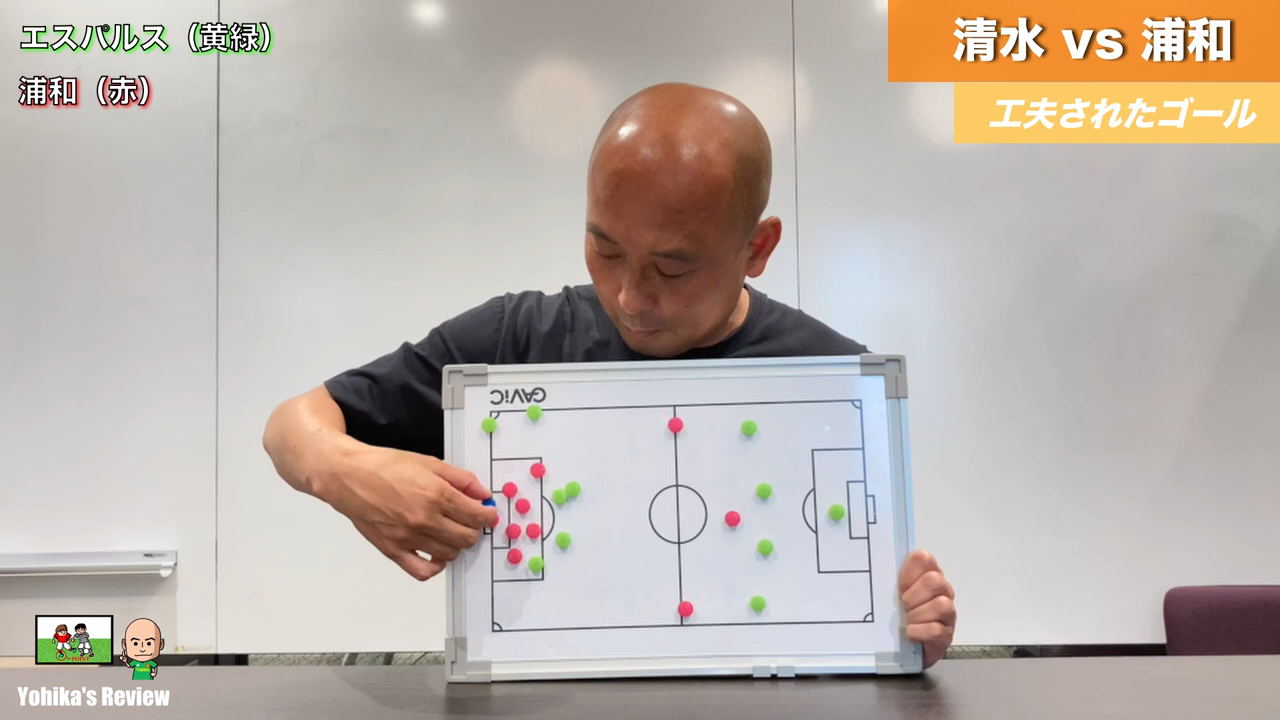 エスパルス（黄緑）
浦和（赤）
清水 vs 浦和
工夫されたゴール
GAViC
Yohika's Review